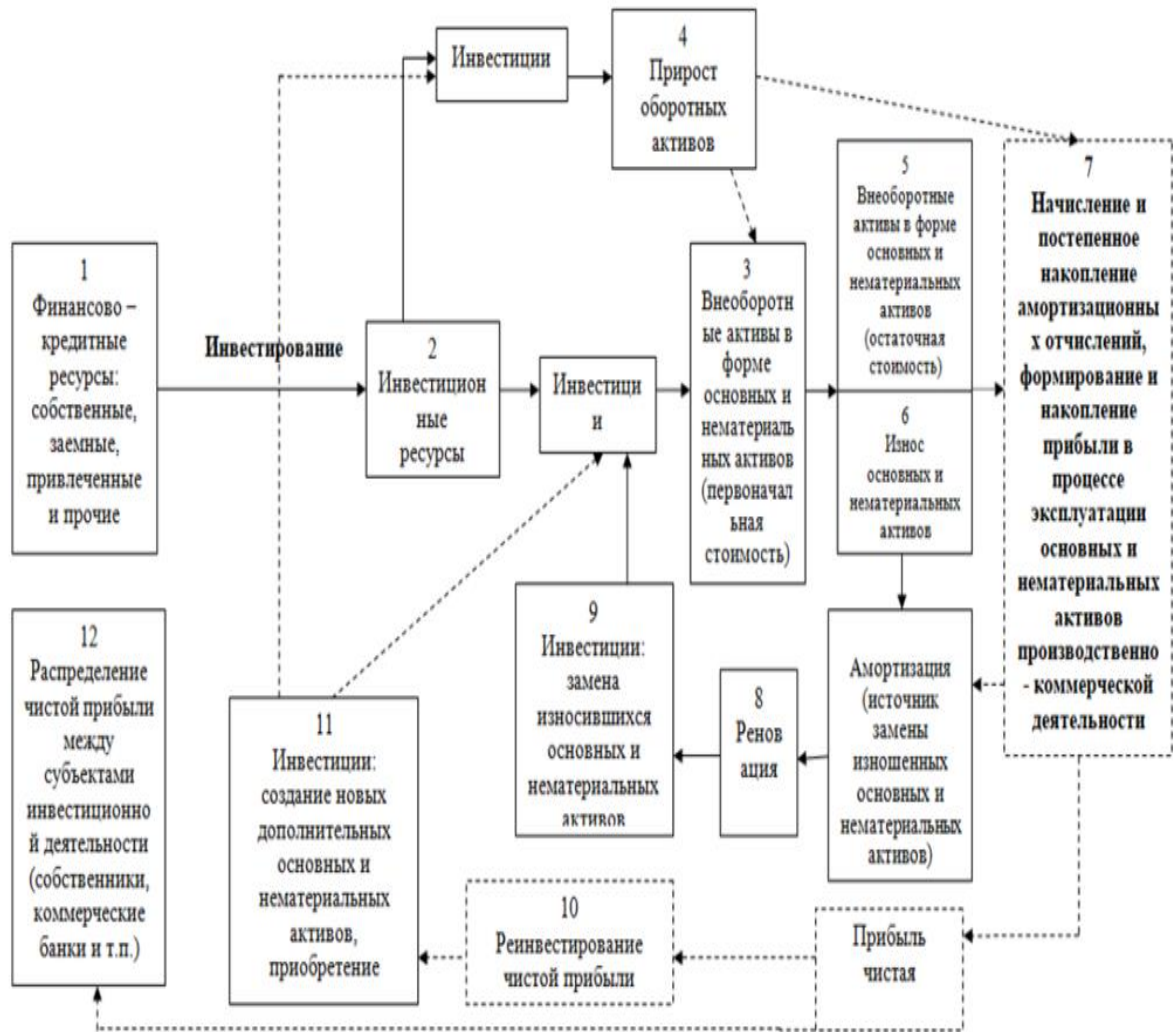 Инвестиции
4
Прирост
оборотных
активов
1
Финансово –
кредитные
ресурсы:
собственные,
заемные,
привлеченные
и прочие
Инвестирование
2
Инвестицион
ные
ресурсы
Инвестици
и
3
Внеоборотн
ые активы в
форме
основных и
нематериаль
ных активов
(первоначал
ьная
стоимость)
5
Внеоборотные
активы в форме
основных и
нематериальных
активов
(остаточная
стоимость)
6
Износ
основных и
нематериальных
активов
7
Начисление и
постепенное
накопление
амортизационны
х отчислений,
формирование и
накопление
прибыли в
процессе
эксплуатации
основных и
нематериальных
активов
производственно
- коммерческой
деятельности
12
Распределение
чистой прибыли
между
субъектами
инвестиционно
й деятельности
(собственники,
коммерческие
банки и т.п.)
11
Инвестиции:
создание новых
дополнительных
основных и
нематериальных
активов,
приобретение
9
Инвестиции:
замена
износившихся
основных и
нематериальных
активов
8
Ренов
ация
Амортизация
(источник
замены
изношенных
основных и
нематериальных
активов)
10
Реинвестирование
чистой прибыли
Прибыль
чистая